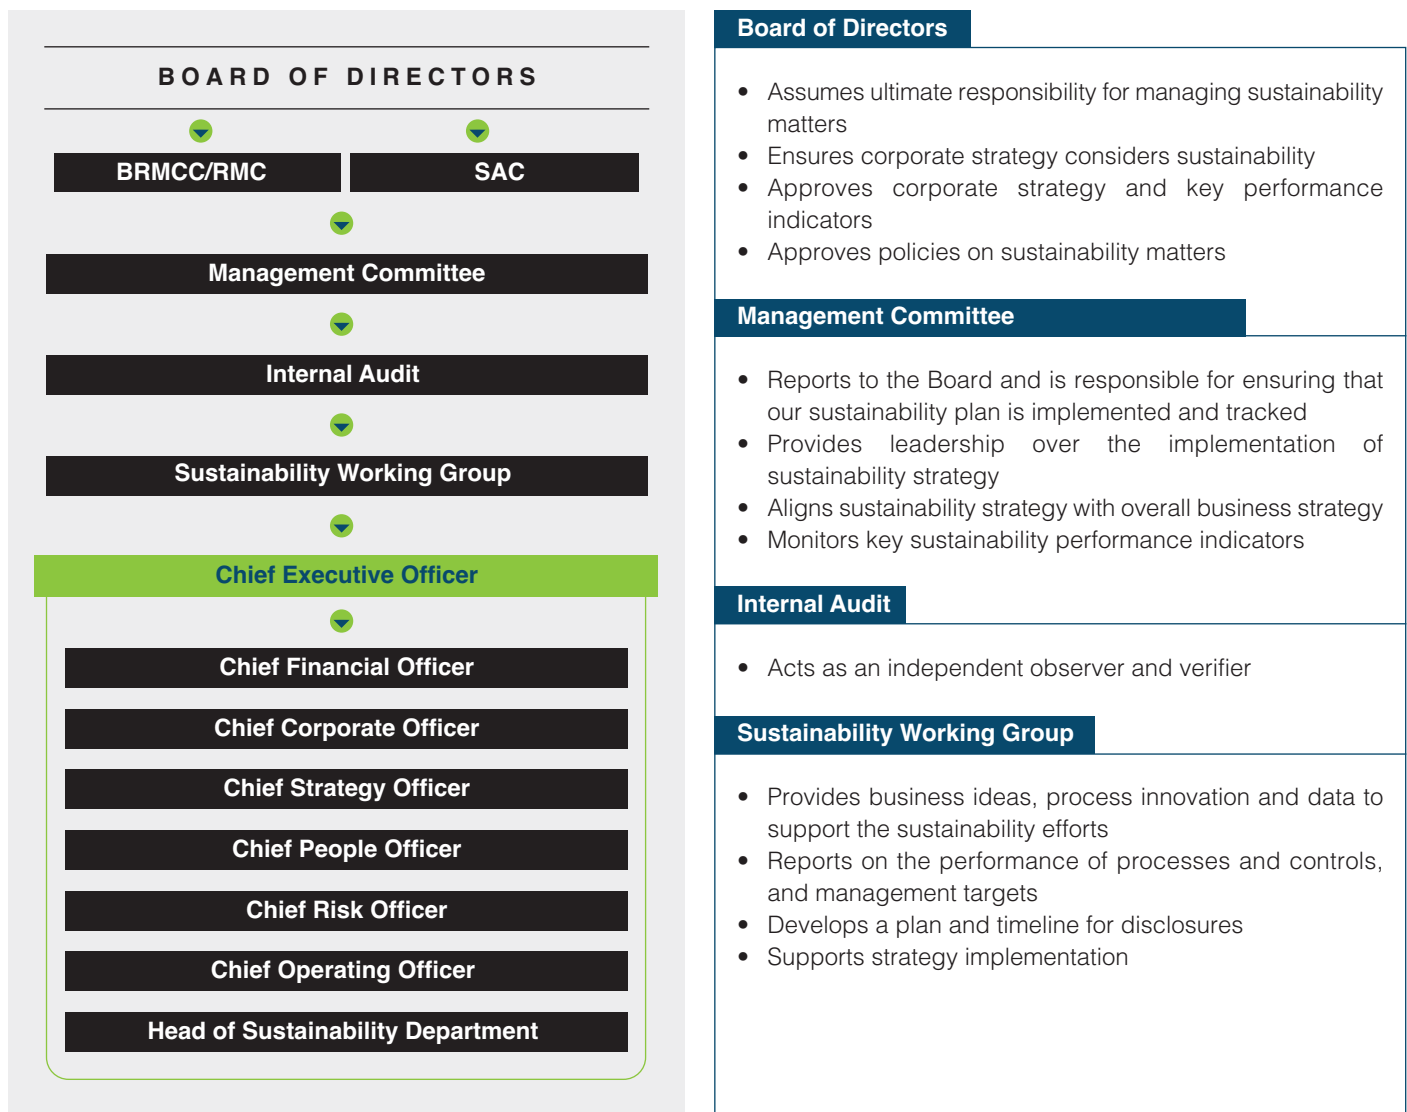 BOARD OF DIRECTORS
BRMCC/RMC
SAC
Management Committee
Internal Audit
Sustainability Working Group
Chief Executive Officer
Chief Financial Officer
Chief Corporate Officer
Chief Strategy Officer
Chief People Officer
Chief Risk Officer
Chief Operating Officer
Head of Sustainability Department
Board of Directors
• Assumes ultimate responsibility for managing sustainability
matters
• Ensures corporate strategy considers sustainability
• Approves corporate strategy and key performance
indicators
• Approves policies on sustainability matters
Management Committee
• Reports to the Board and is responsible for ensuring that
our sustainability plan is implemented and tracked
• Provides leadership over the implementation of
sustainability strategy
• Aligns sustainability strategy with overall business strategy
• Monitors key sustainability performance indicators
Internal Audit
• Acts as an independent observer and verifier
Sustainability Working Group
• Provides business ideas, process innovation and data to
support the sustainability efforts
• Reports on the performance of processes and controls,
and management targets
• Develops a plan and timeline for disclosures
• Supports strategy implementation